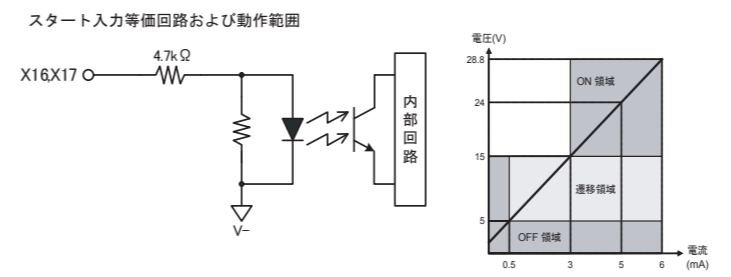 スタート入力等価回路および動作範囲
4.7kΩ
X16,X17
V−
内部回路
電圧(V)
28.8
24
15
5
ON 領域
遷移領域
OFF 領域
0.5
3
5
6
電流
(mA)